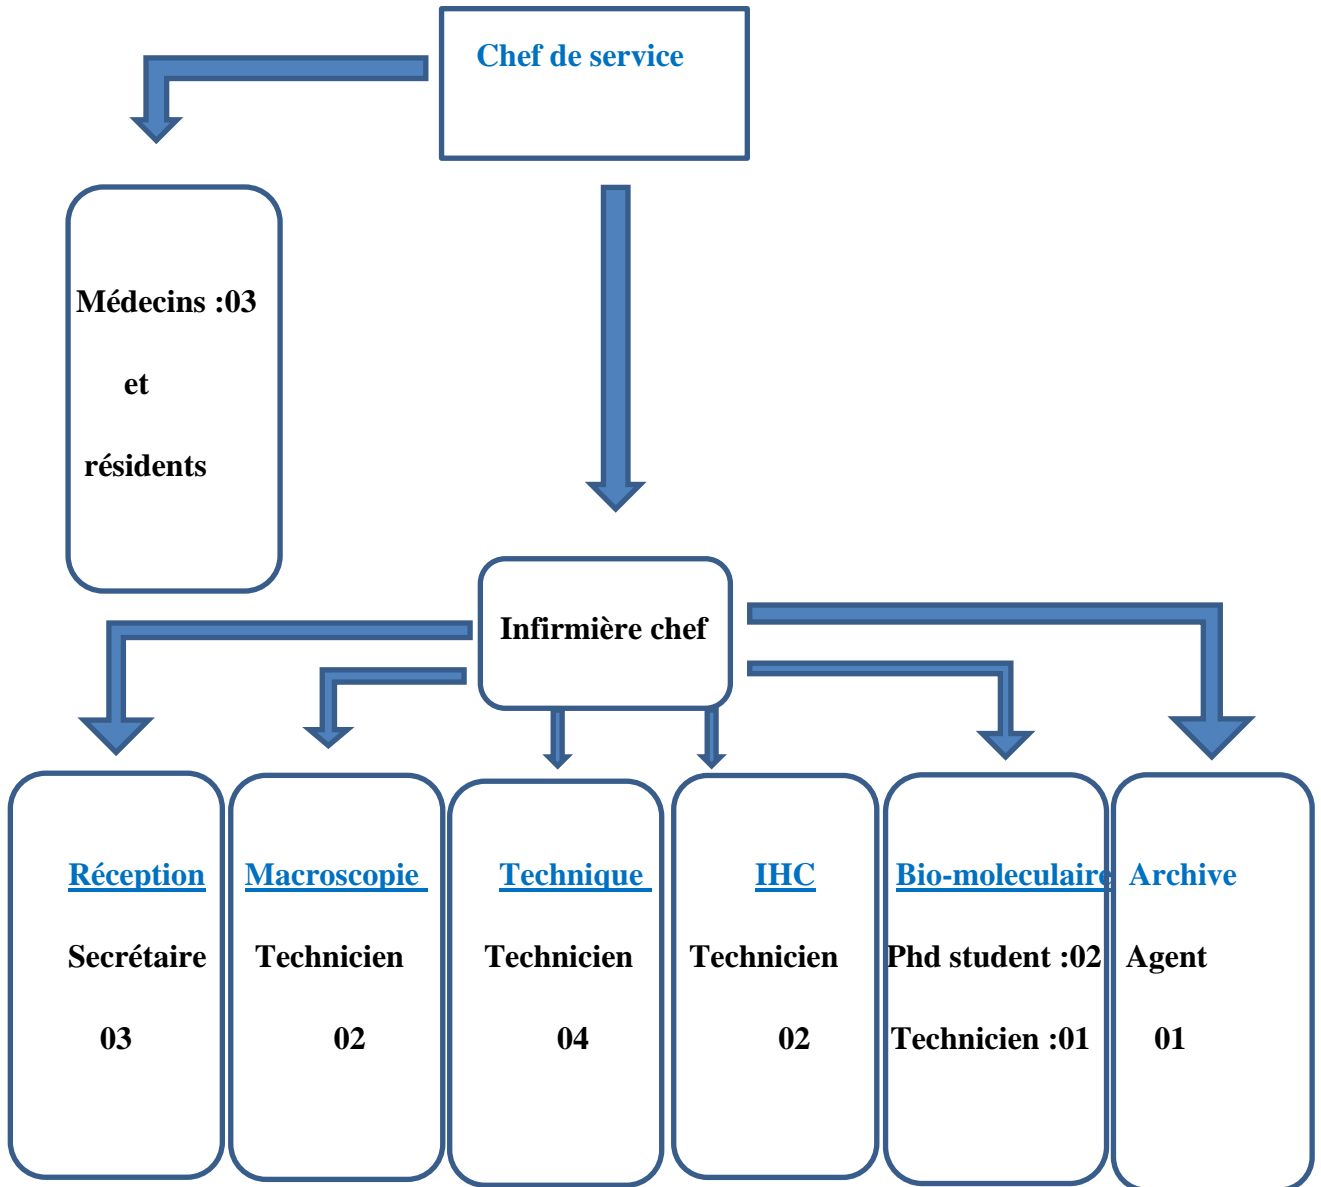 Chef de service
Médecins :03
et
résidents
Infirmière chef
Réception
Secrétaire
03
Macroscopie
Technicien
02
Technique
Technicien
04
IHC
Technicien
02
Bio-moleculaire
Phd student :02
Technicien :01
Archive
Agent
01